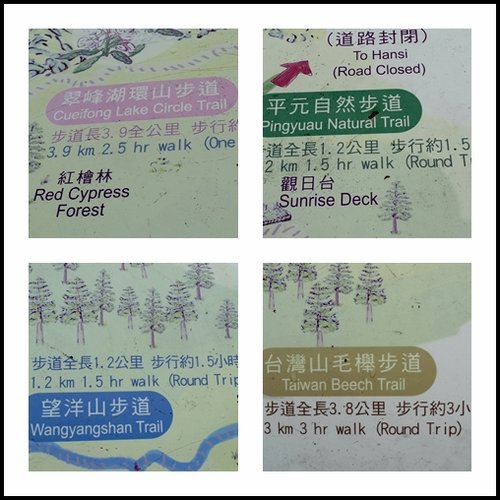 翠峰湖環山步道
Cueifong Lake Circle Trail
步道長3.9全公里 步行約
3.9 km 2.5 hr walk (One
紅檜林
Red Cypress
Forest
(道路封閉)
To Hansi
(Road Closed)
平元自然步道
Pingyuau Natural Trail
道全長1.2公里 步行約1.5
2 km 1.5 hr walk (Round Tr
觀日台
Sunrise Deck
步道全長1.2公里 步行約1.5小時
1.2 km 1.5 hr walk (Round Trip
望洋山步道
Wangyangshan Trail
台灣山毛櫸步道
Taiwan Beech Trail
步道全長3.8公里 步行約3小
3 km 3 hr walk (Round Trip)